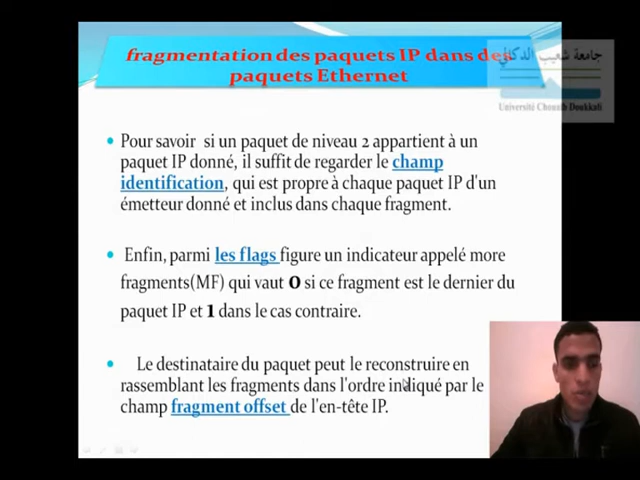 fragmentation des paquets IP dans des
paquets Ethernet
جامعة شعيب الدكالي
Université Chouaib Doukkali
• Pour savoir si un paquet de niveau 2 appartient à un
paquet IP donné, il suffit de regarder le champ
identification, qui est propre à chaque paquet IP d'un
émetteur donné et inclus dans chaque fragment.
• Enfin, parmi les flags figure un indicateur appelé more
fragments(MF) qui vaut 0 si ce fragment est le dernier du
paquet IP et 1 dans le cas contraire.
• Le destinataire du paquet peut le reconstruire en
rassemblant les fragments dans l'ordre indiqué par le
champ fragment offset de l'en-tête IP.